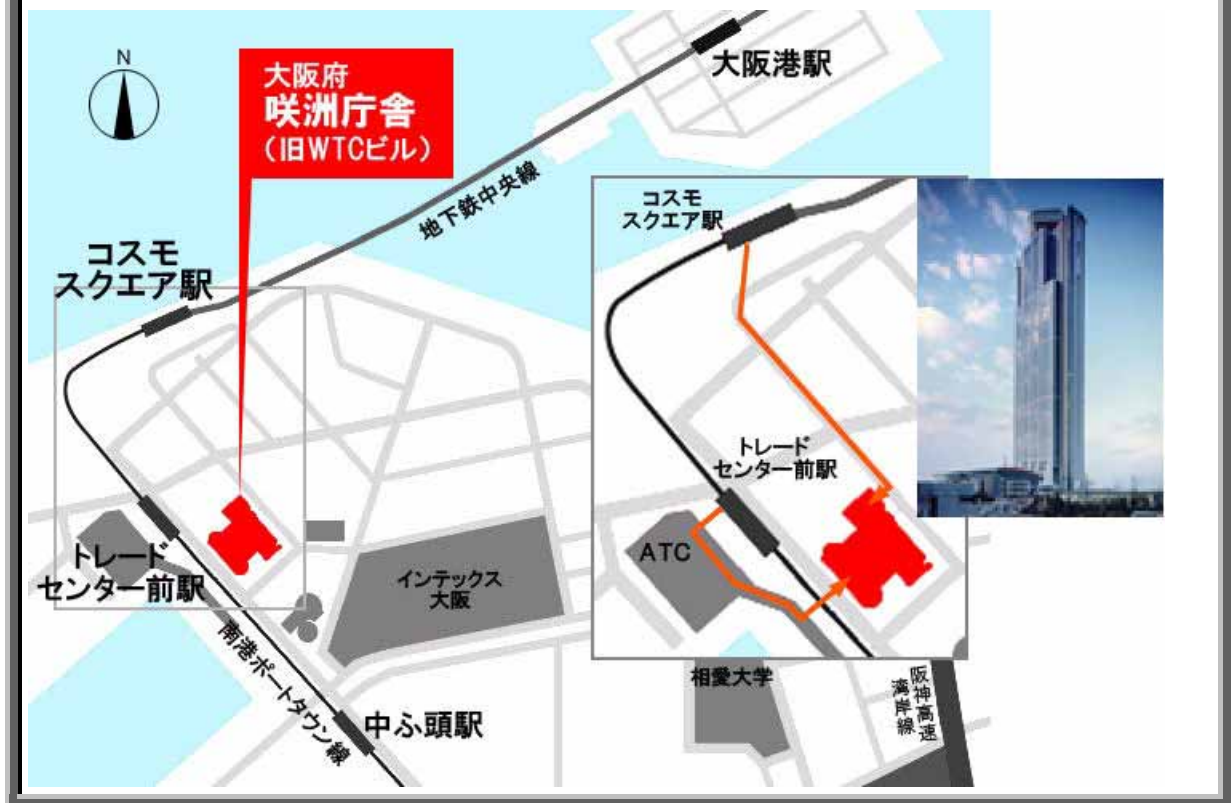 N
大阪府
咲洲庁舎
（旧WTCビル）
大阪港駅
地下鉄中央線
コスモ
スクエア駅
コスモ
スクエア駅
トレード
センター前駅
ATC
トレード
センター前駅
インテックス
大阪
南港ポートタウン線
中ふ頭駅
相愛大学
阪神高速
湾岸線